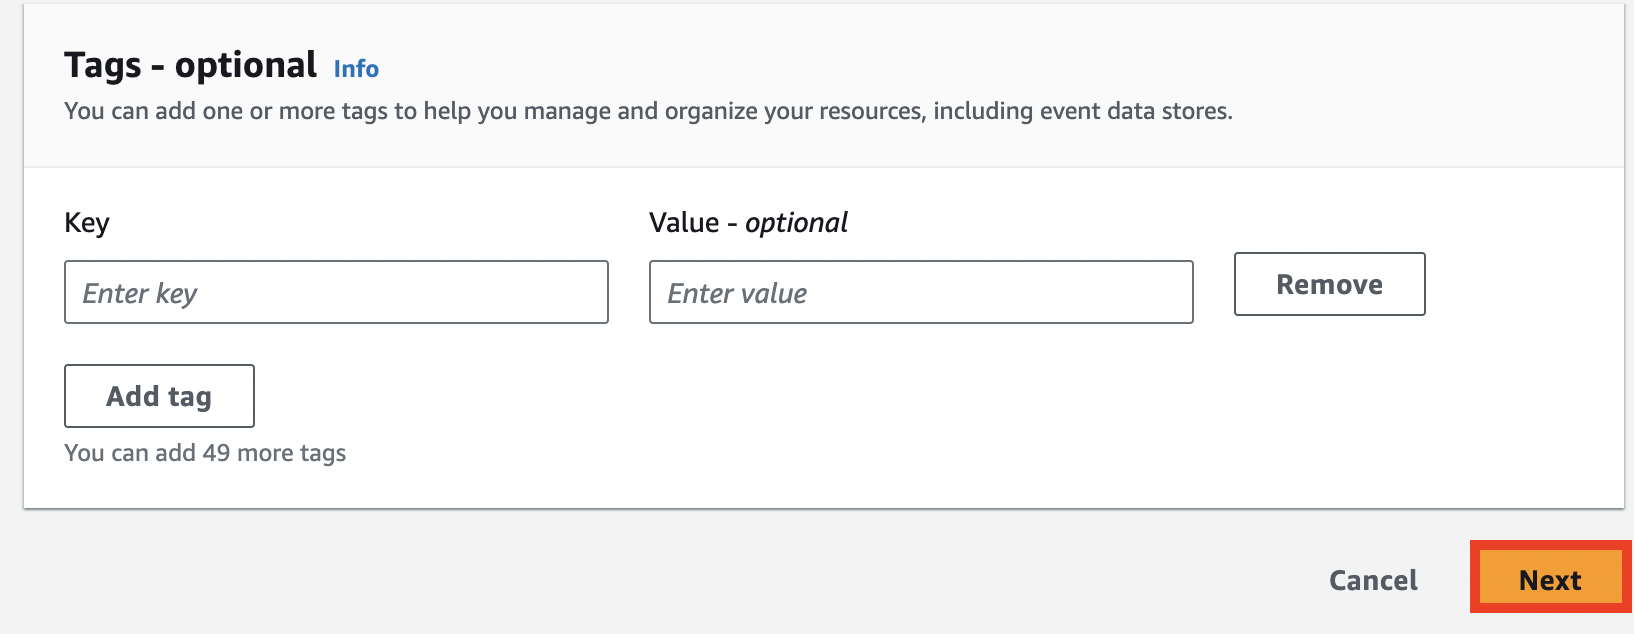 Tags - optional Info
You can add one or more tags to help you manage and organize your resources, including event data stores.
Key
Value - optional
Enter key
Enter value
Remove
Add tag
You can add 49 more tags
Cancel
Next